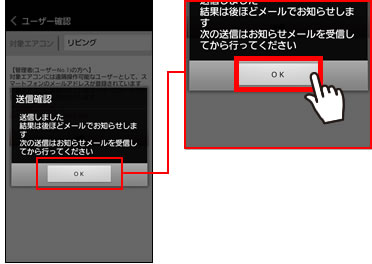 ユーザー確認
対象エアコン リビング
【管理者(ユーザーNo.1)の方へ】
対象エアコンには遠隔操作可能なユーザーとして、ス
マートフォンのメールアドレスが登録されています
送信確認
送信しました
結果は後ほどメールでお知らせしま
す
次の送信はお知らせメールを受信し
てから行ってください
OK
送信しました
結果は後ほどメールでお知らせしま
す
次の送信はお知らせメールを受信し
てから行ってください
OK